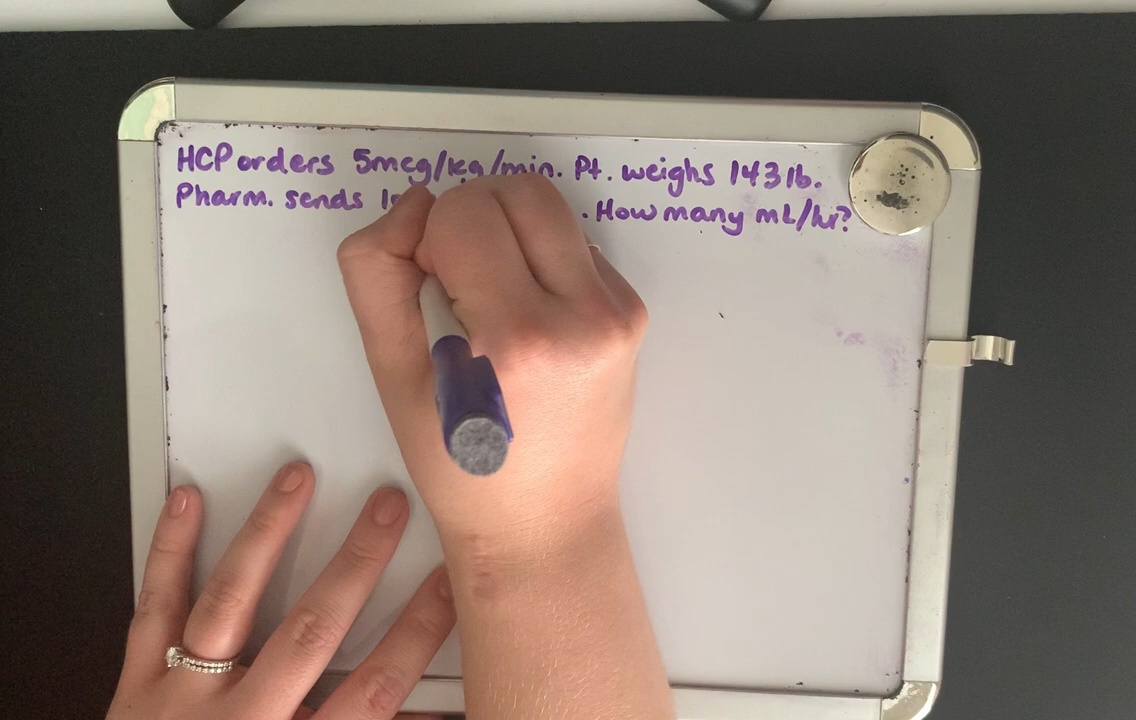 HCP orders 5mcg/kg/min. Pt. weighs 143 lb.
Pharm. sends . How many mL/hr?